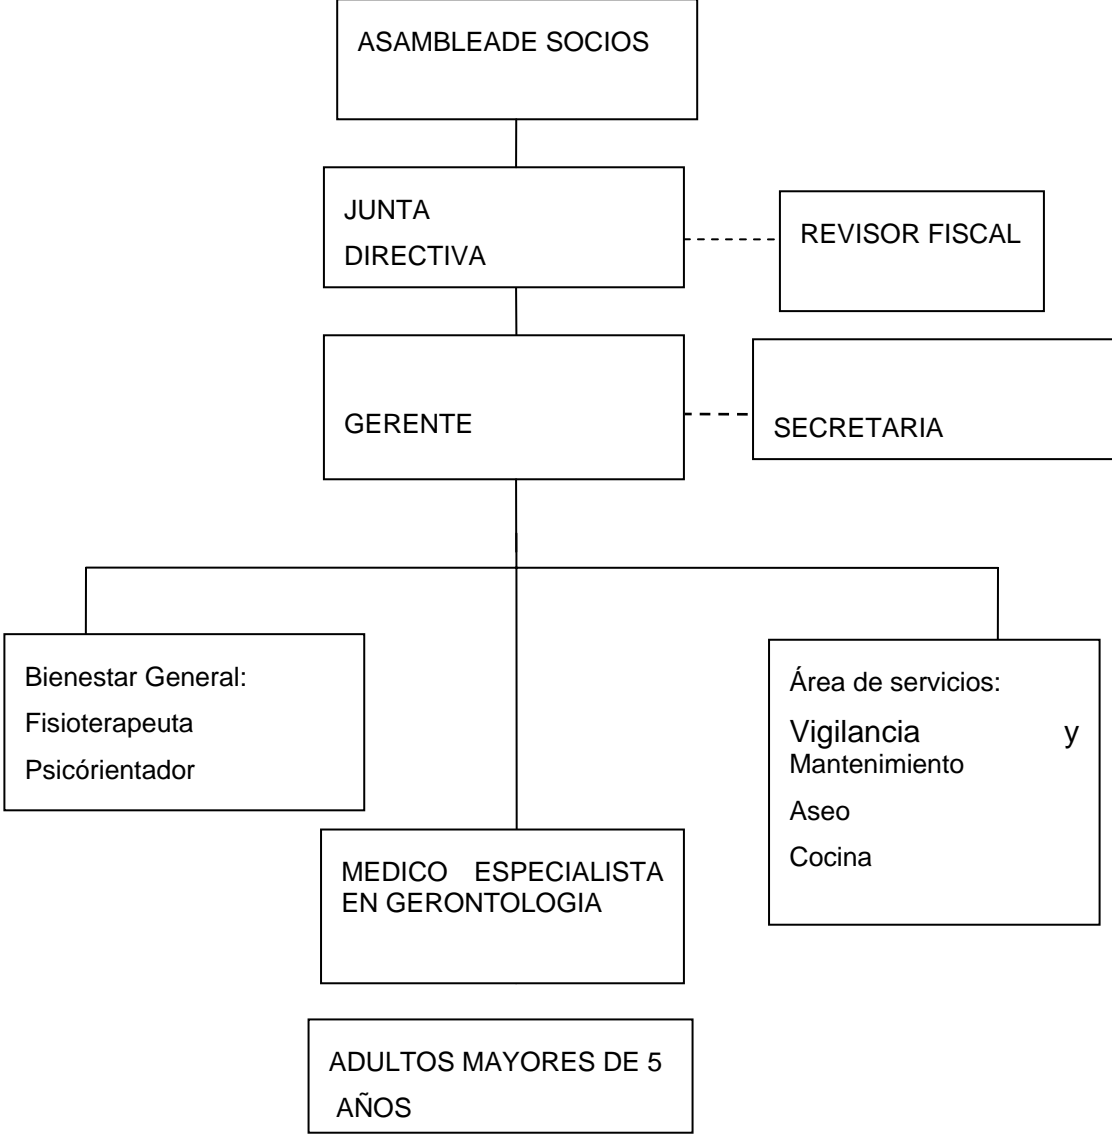 ASAMBLEADE SOCIOS
JUNTA
DIRECTIVA
REVISOR FISCAL
GERENTE
SECRETARIA
Bienestar General:
Fisioterapeuta
Psicórientador
Área de servicios:
Vigilancia y
Mantenimiento
Aseo
Cocina
MEDICO ESPECIALISTA
EN GERONTOLOGIA
ADULTOS MAYORES DE 5
AÑOS